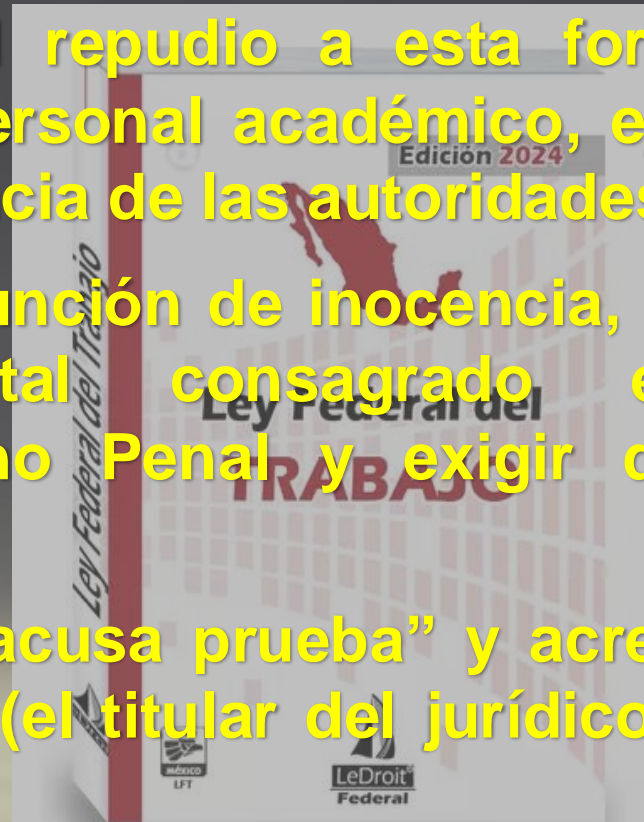 repudio a esta for
ersonal académico, e
Edición 2024
cia de las autoridades
unción de inocencia,
tal consagrado e
Ley Federal del
no Penal y exigir
TRABAJO
Ley Federal del Trabajo
acusa prueba” y acre
(el titular del jurídico
MÉXICO
LFT
LeDroit®
Federal